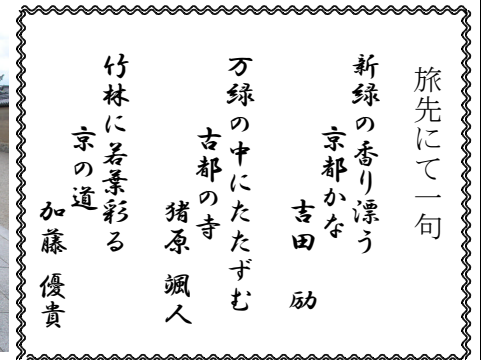 旅先にて一句
新緑の香り漂う
京都かな
吉田 励
万緑の中にたたずむ
古都の寺
猪原 颯人
竹林に若葉彩る
京の道
加藤 優貴